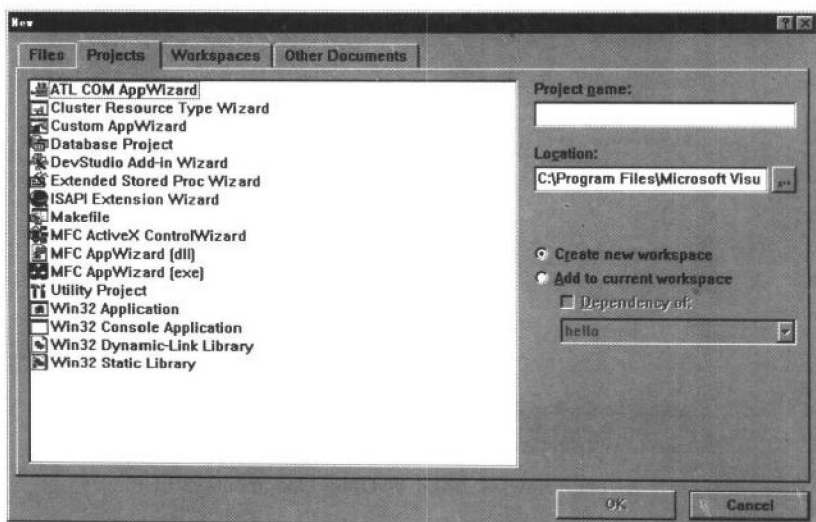 New
Files
Projects
Workspaces
Other Documents
ATL COM AppWizard
Cluster Resource Type Wizard
Custom AppWizard
Database Project
DevStudio Add-in Wizard
Extended Stored Proc Wizard
ISAPI Extension Wizard
Makefile
MFC ActiveX ControlWizard
MFC AppWizard (dll)
MFC AppWizard (exe)
Utility Project
Win32 Application
Win32 Console Application
Win32 Dynamic-Link Library
Win32 Static Library
Project name:
Location:
C:\Program Files\Microsoft Visu
...
Create new workspace
Add to current workspace
Dependency of:
hello
OK
Cancel